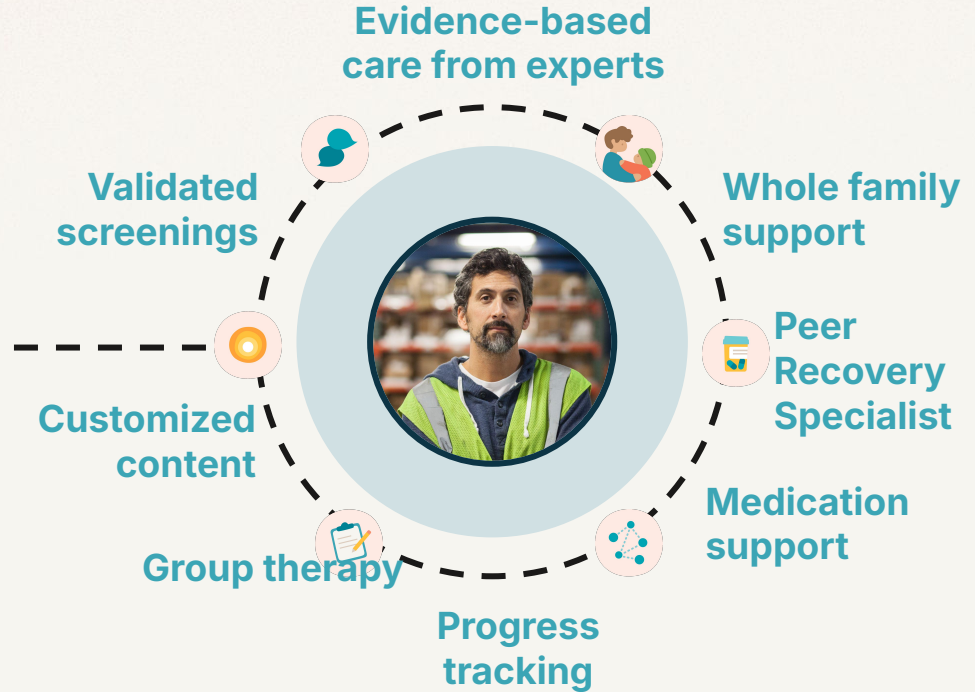 Evidence-based
care from experts
Validated
screenings
Whole family
support
Peer
Recovery
Specialist
Customized
content
Medication
support
Group therapy
Progress
tracking